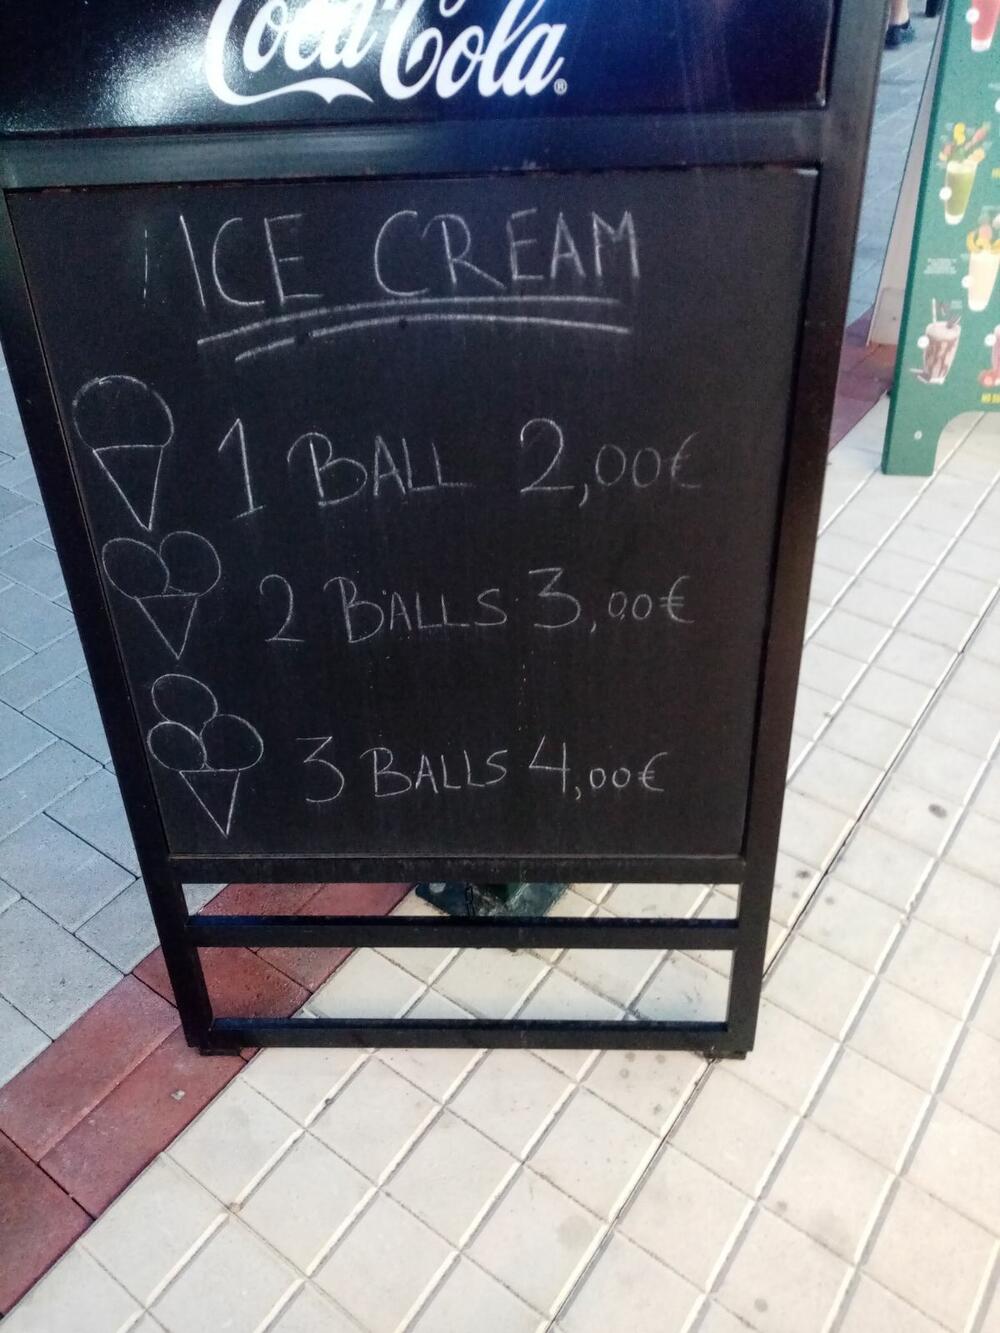 Coca-Cola®
ICE CREAM
1 BALL 2,00€
2 BALLS 3,00€
3 BALLS 4,00€